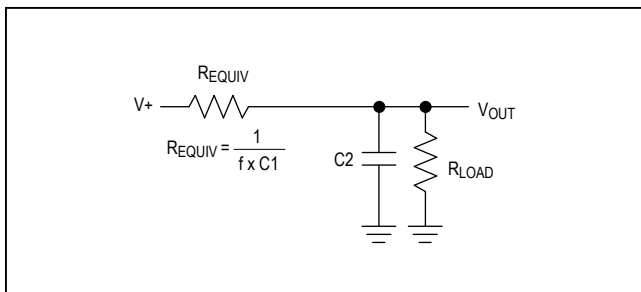 REQUIV
V+
VOUT
REQUIV = 1
f x C1
C2
RLOAD